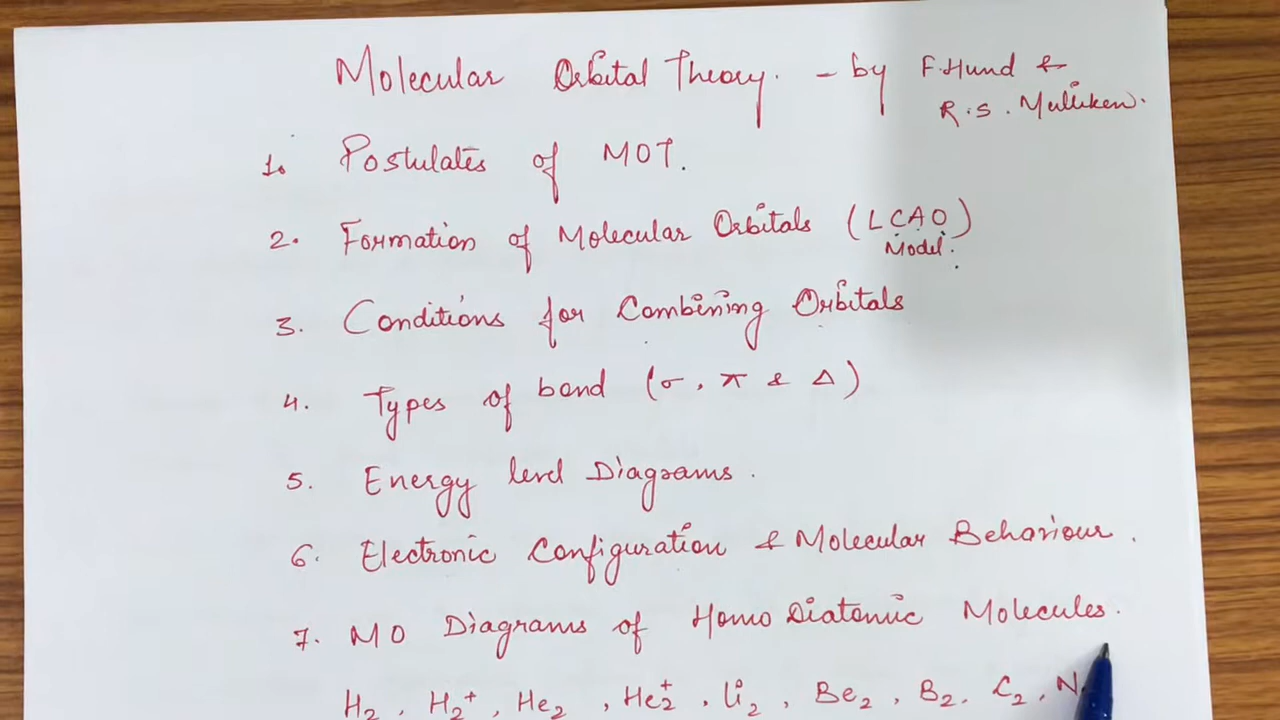 Molecular Orbital Theory. - by F. Hund &
R.S. Mulliken.
1. Postulates of MOT.
2. Formation of Molecular Orbitals (LCAO)
Model.
3. Conditions for Combining Orbitals
4. Types of bond (σ, π & Δ)
5. Energy level Diagrams.
6. Electronic Configuration & Molecular Behaviour.
7. MO Diagrams of Homo Diatomic Molecules.
H₂, H₂⁺, He₂, He₂⁺, Li₂, Be₂, B₂, C₂, N